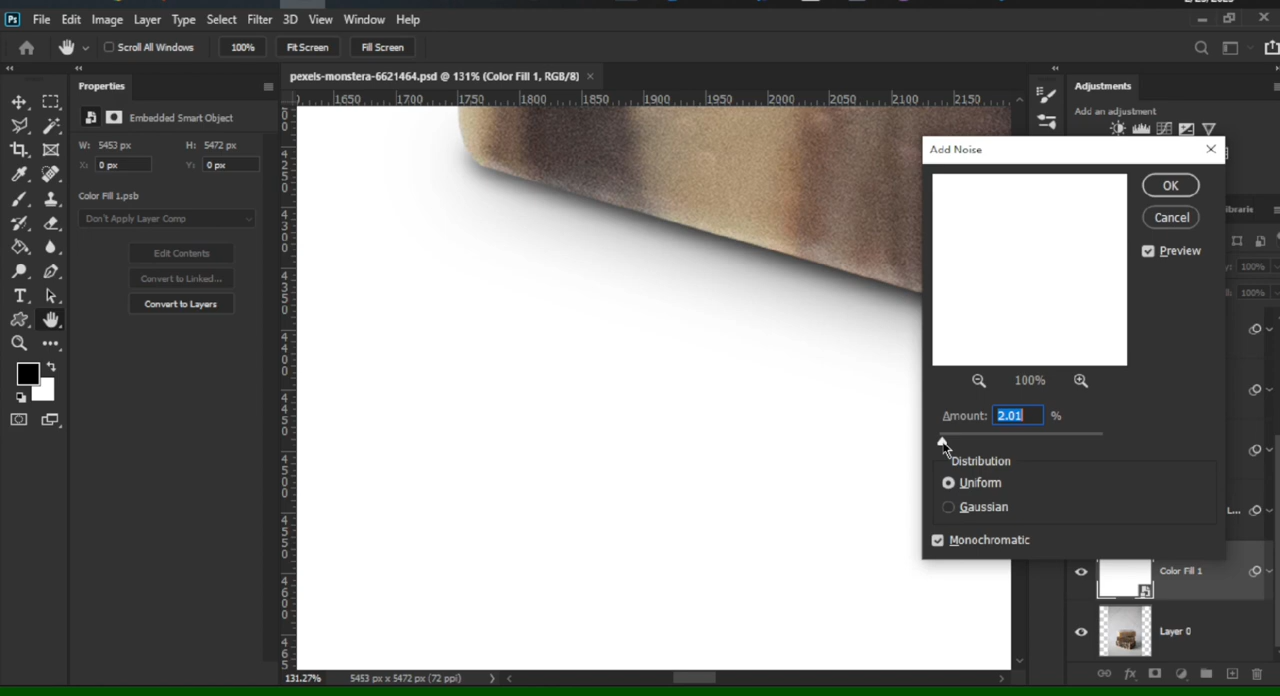 Ps File Edit Image Layer Type Select Filter 3D View Window Help
Scroll All Windows 100% Fit Screen Fill Screen
Properties
Embedded Smart Object
W: 5453 px H: 5472 px
X: 0 px Y: 0 px
Color Fill 1.psb
Don't Apply Layer Comp
Edit Contents
Convert to Linked...
Convert to Layers
T
pexels-monstera-6621464.psd @ 131% (Color Fill 1, RGB/8)
1650 1700 1750 1800 1850 1900 1950 2000 2050 2100 2150
131.27% 5453 px x 5472 px (72 ppi)
Add Noise
OK
Cancel
Preview
100%
Amount: 2.01 %
Distribution
Uniform
Gaussian
Monochromatic
Adjustments
Add an adjustment
100%
100%
L...
Color Fill 1
Layer 0
fx